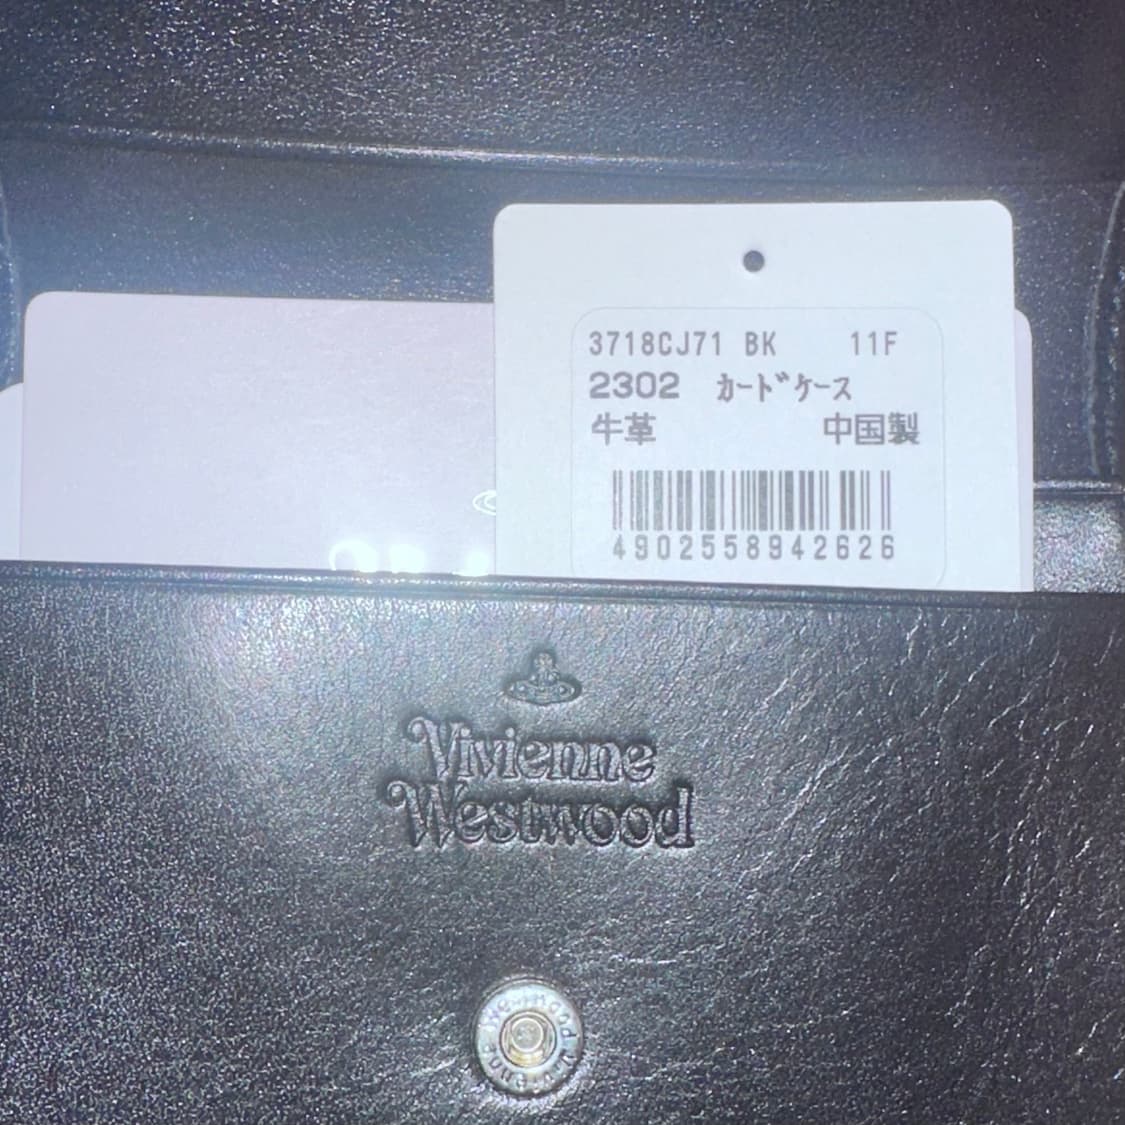 3718CJ71 BK 11F
2302 ｶｰﾄﾞｹｰｽ
牛革 中国製
4902558942626
Vivienne
Westwood